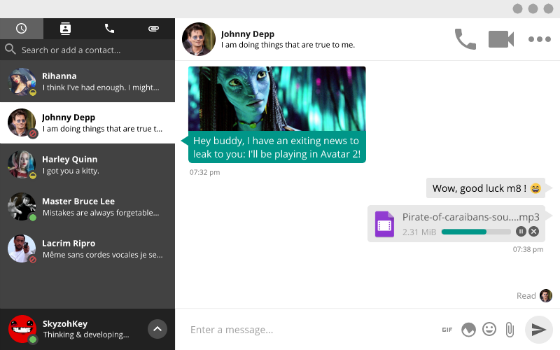 Search or add a contact...
Rihanna
I think I've had enough. I might...
Johnny Depp
I am doing things that are true t...
Harley Quinn
I got you a kitty.
Master Bruce Lee
Mistakes are always forgetable...
Lacrim Ripro
Même sans cordes vocales je se...
SkyzohKey
Thinking & developing...
Johnny Depp
I am doing things that are true to me.
Hey buddy, I have an exiting news to
leak to you: I'll be playing in Avatar 2!
07:32 pm
Wow, good luck m8 ! 😄
Pirate-of-caraibans-sou....mp3
2.31 MiB
07:38 pm
Read
Enter a message...
GIF